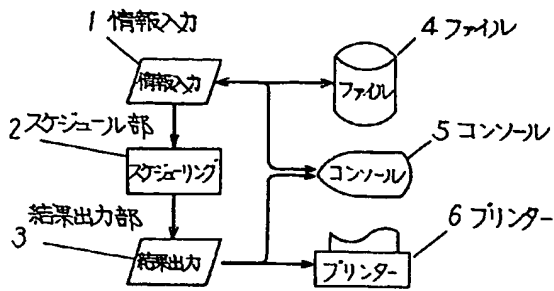 1 情報入力
4 ファイル
情報入力
ファイル
2 スケジュール部
5 コンソール
スケジューリング
コンソール
結果出力部
3
6 プリンター
結果出力
プリンター